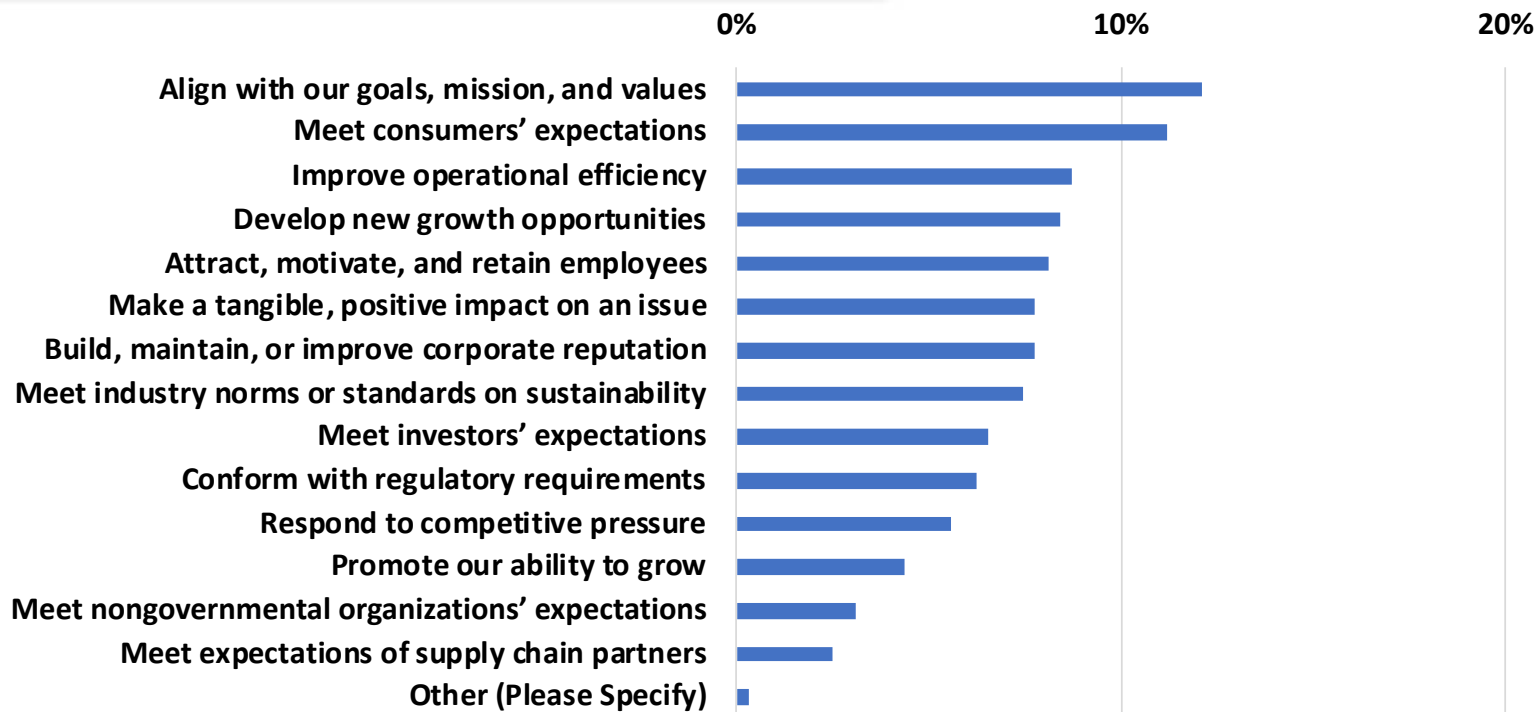 0% 10% 20%
Align with our goals, mission, and values
Meet consumers’ expectations
Improve operational efficiency
Develop new growth opportunities
Attract, motivate, and retain employees
Make a tangible, positive impact on an issue
Build, maintain, or improve corporate reputation
Meet industry norms or standards on sustainability
Meet investors’ expectations
Conform with regulatory requirements
Respond to competitive pressure
Promote our ability to grow
Meet nongovernmental organizations’ expectations
Meet expectations of supply chain partners
Other (Please Specify)